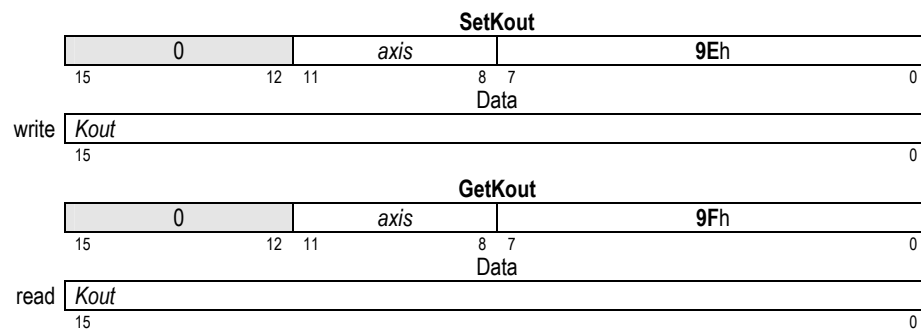 SetKout
0 axis 9Eh
15 12 11 8 7 0
Data
write Kout
15 0
GetKout
0 axis 9Fh
15 12 11 8 7 0
Data
read Kout
15 0